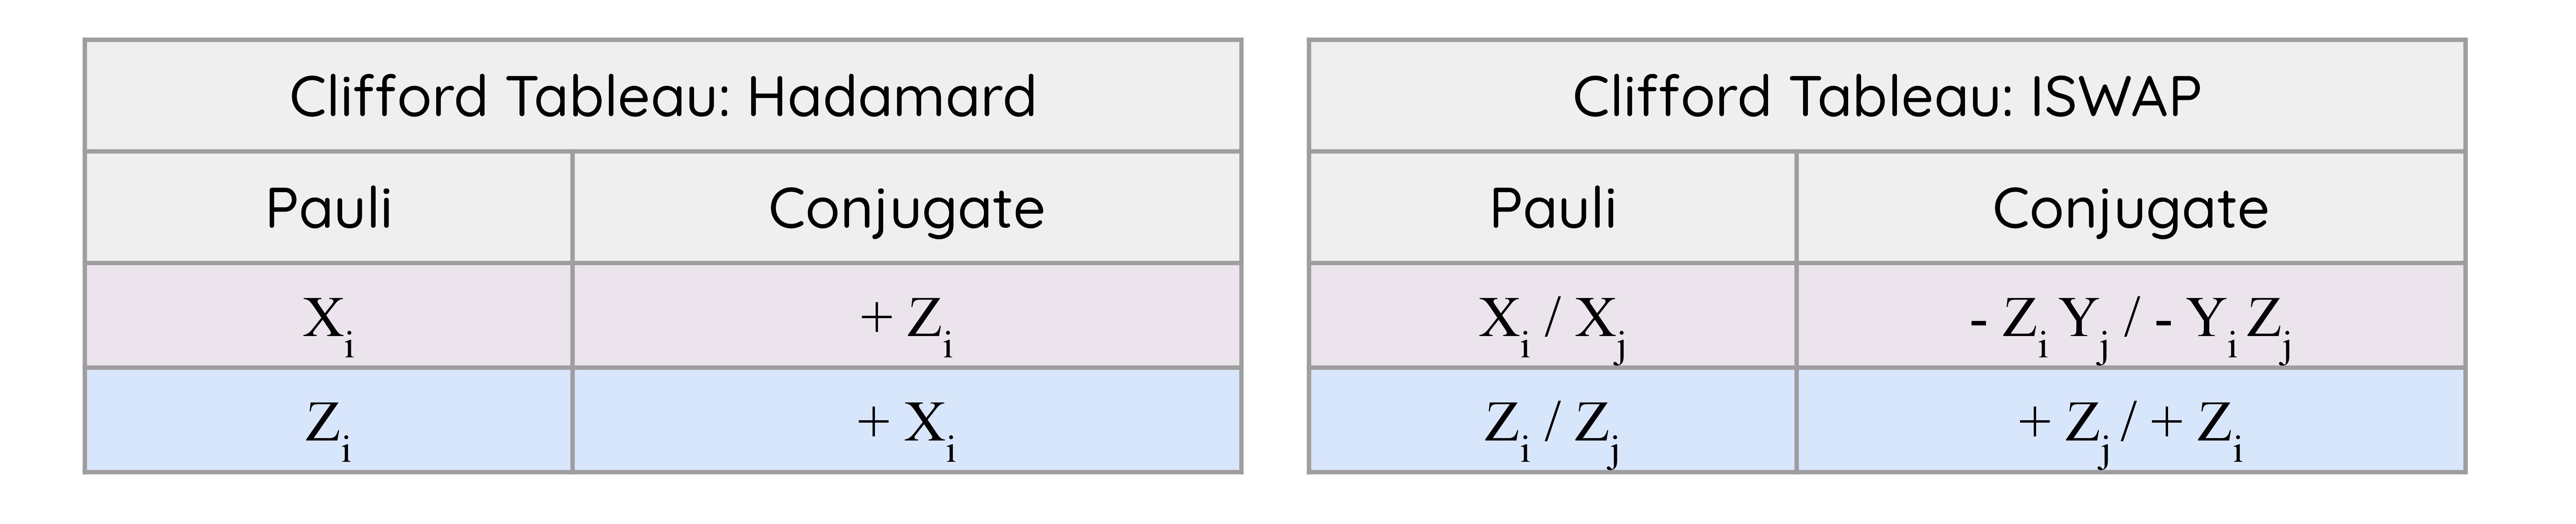 Clifford Tableau: Hadamard
Pauli Conjugate
X_i + Z_i
Z_i + X_i
Clifford Tableau: ISWAP
Pauli Conjugate
X_i / X_j - Z_i Y_j / - Y_i Z_j
Z_i / Z_j + Z_j / + Z_i